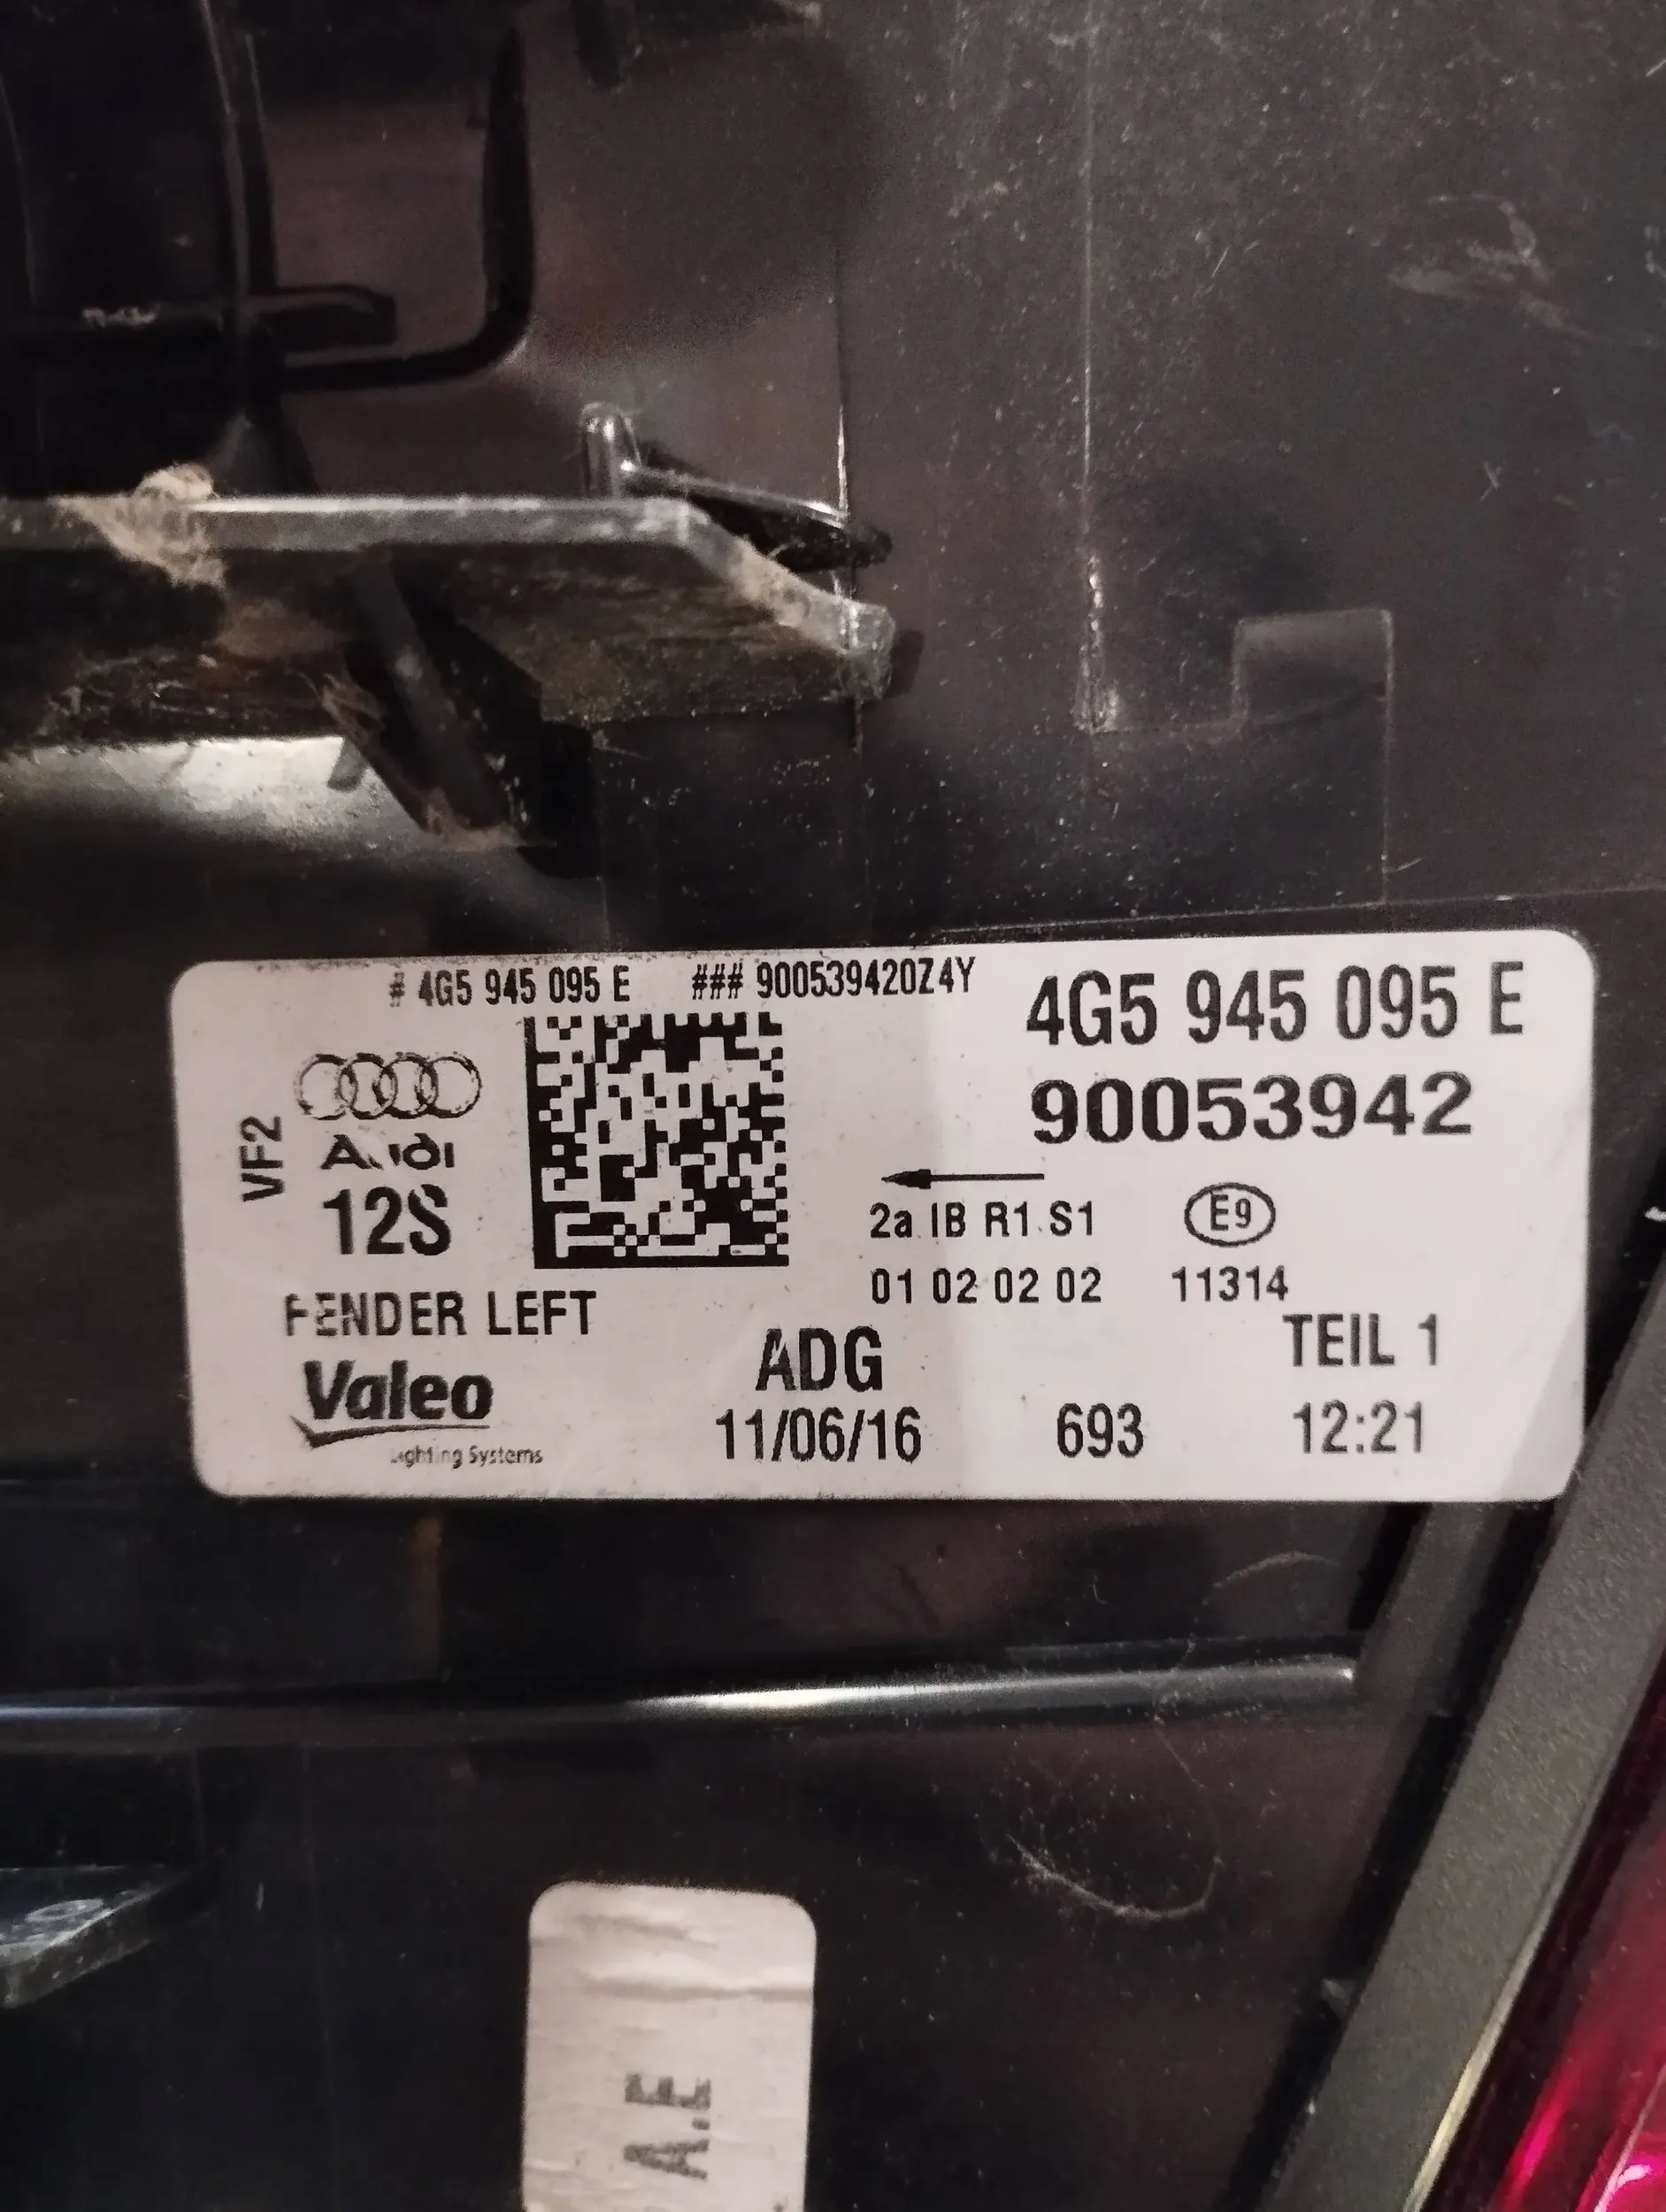 # 4G5 945 095 E ### 900539420Z4Y
4G5 945 095 E
90053942
VF2
Audi
12S
2a IB R1 S1 E9
01 02 02 02 11314
FENDER LEFT
TEIL 1
Valeo
Lighting Systems
ADG
11/06/16 693 12:21
A.E